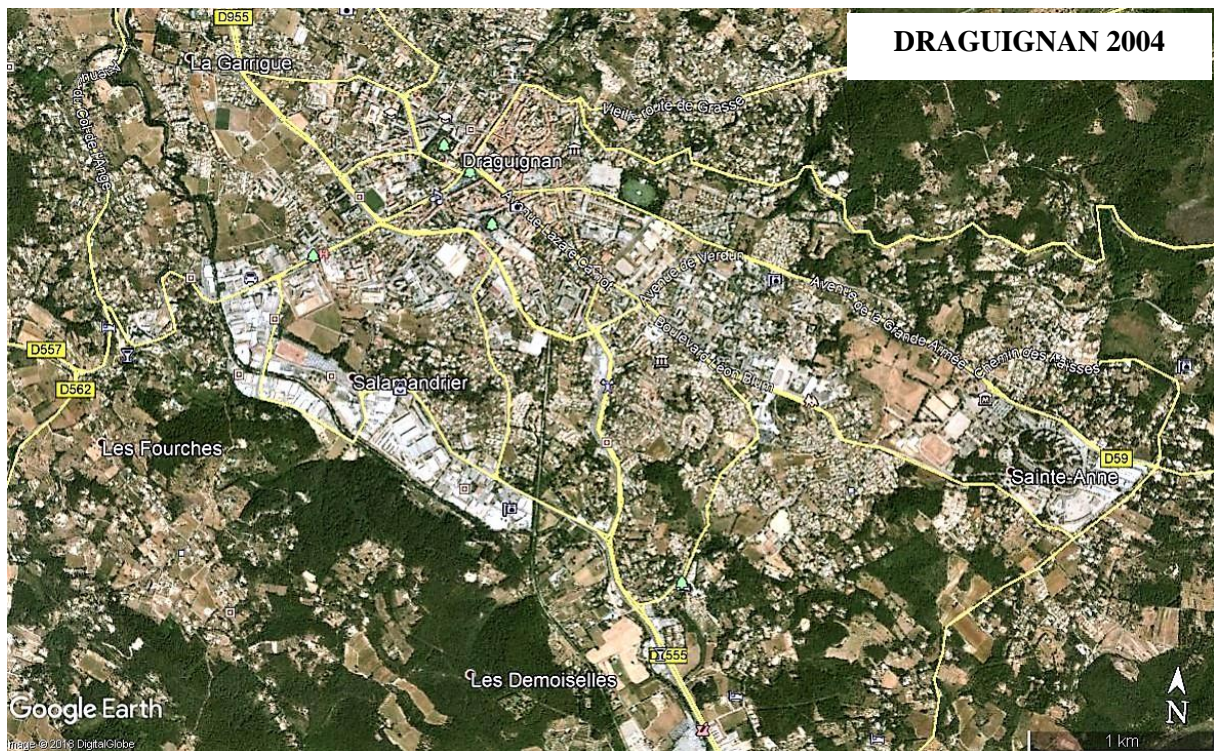 DRAGUIGNAN 2004
D955
La Garrigue
Vieille route de Grasse
Draguignan
Avenue de Verdun
Avenue de la Grande Armée
Chemin des Faïsses
Boulevard Léon Blum
D557
D562
Salamandrier
Les Fourches
D59
Sainte-Anne
D1555
Les Demoiselles
Google Earth
N
Image © 2018 DigitalGlobe
1 km